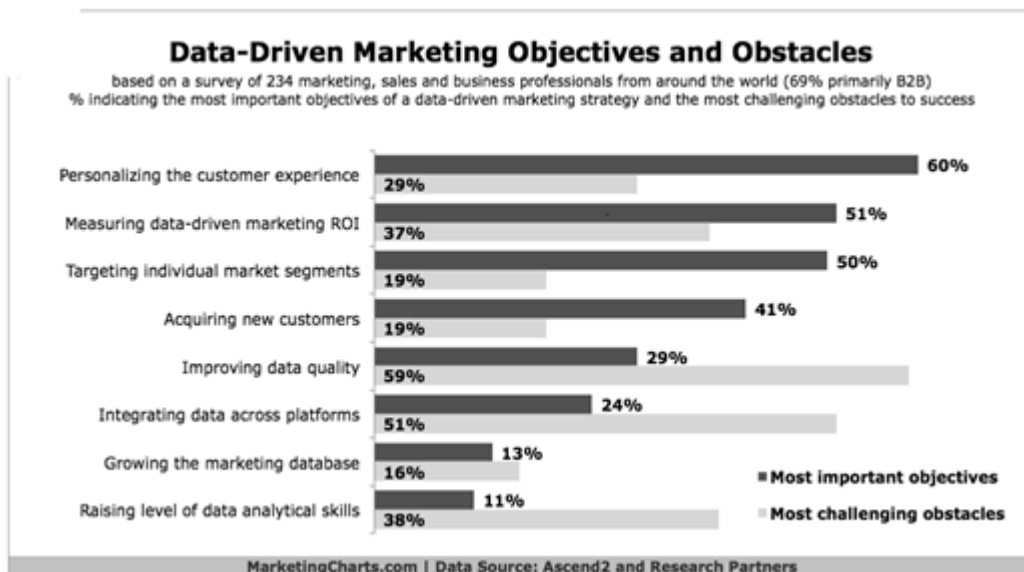 Data-Driven Marketing Objectives and Obstacles
based on a survey of 234 marketing, sales and business professionals from around the world (69% primarily B2B)
% indicating the most important objectives of a data-driven marketing strategy and the most challenging obstacles to success
Personalizing the customer experience
60%
29%
Measuring data-driven marketing ROI
51%
37%
Targeting individual market segments
50%
19%
Acquiring new customers
41%
19%
Improving data quality
29%
59%
Integrating data across platforms
24%
51%
Growing the marketing database
13%
16%
Raising level of data analytical skills
11%
38%
Most important objectives
Most challenging obstacles
MarketingCharts.com | Data Source: Ascend2 and Research Partners